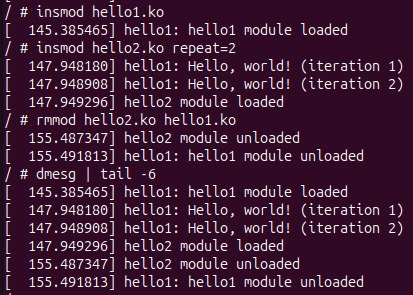 / # insmod hello1.ko
[  145.385465] hello1: hello1 module loaded
/ # insmod hello2.ko repeat=2
[  147.948180] hello1: Hello, world! (iteration 1)
[  147.948908] hello1: Hello, world! (iteration 2)
[  147.949296] hello2 module loaded
/ # rmmod hello2.ko hello1.ko
[  155.487347] hello2 module unloaded
[  155.491813] hello1: hello1 module unloaded
/ # dmesg | tail -6
[  145.385465] hello1: hello1 module loaded
[  147.948180] hello1: Hello, world! (iteration 1)
[  147.948908] hello1: Hello, world! (iteration 2)
[  147.949296] hello2 module loaded
[  155.487347] hello2 module unloaded
[  155.491813] hello1: hello1 module unloaded